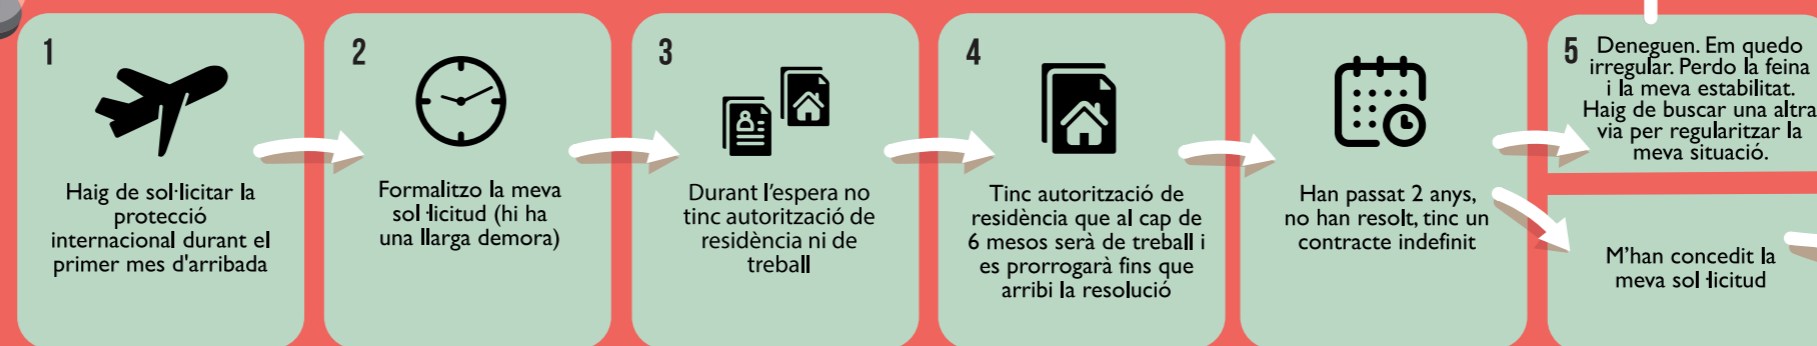 1
Haig de sol·licitar la
protecció
internacional durant el
primer mes d'arribada
2
Formalitzo la meva
sol·licitud (hi ha
una llarga demora)
3
Durant l'espera no
tinc autorització de
residència ni de
treball
4
Tinc autorització de
residència que al cap de
6 mesos serà de treball i
es prorrogarà fins que
arribi la resolució
Han passat 2 anys,
no han resolt, tinc un
contracte indefinit
5
Deneguen. Em quedo
irregular. Perdo la feina
i la meva estabilitat.
Haig de buscar una altra
via per regularitzar la
meva situació.
M'han concedit la
meva sol·licitud